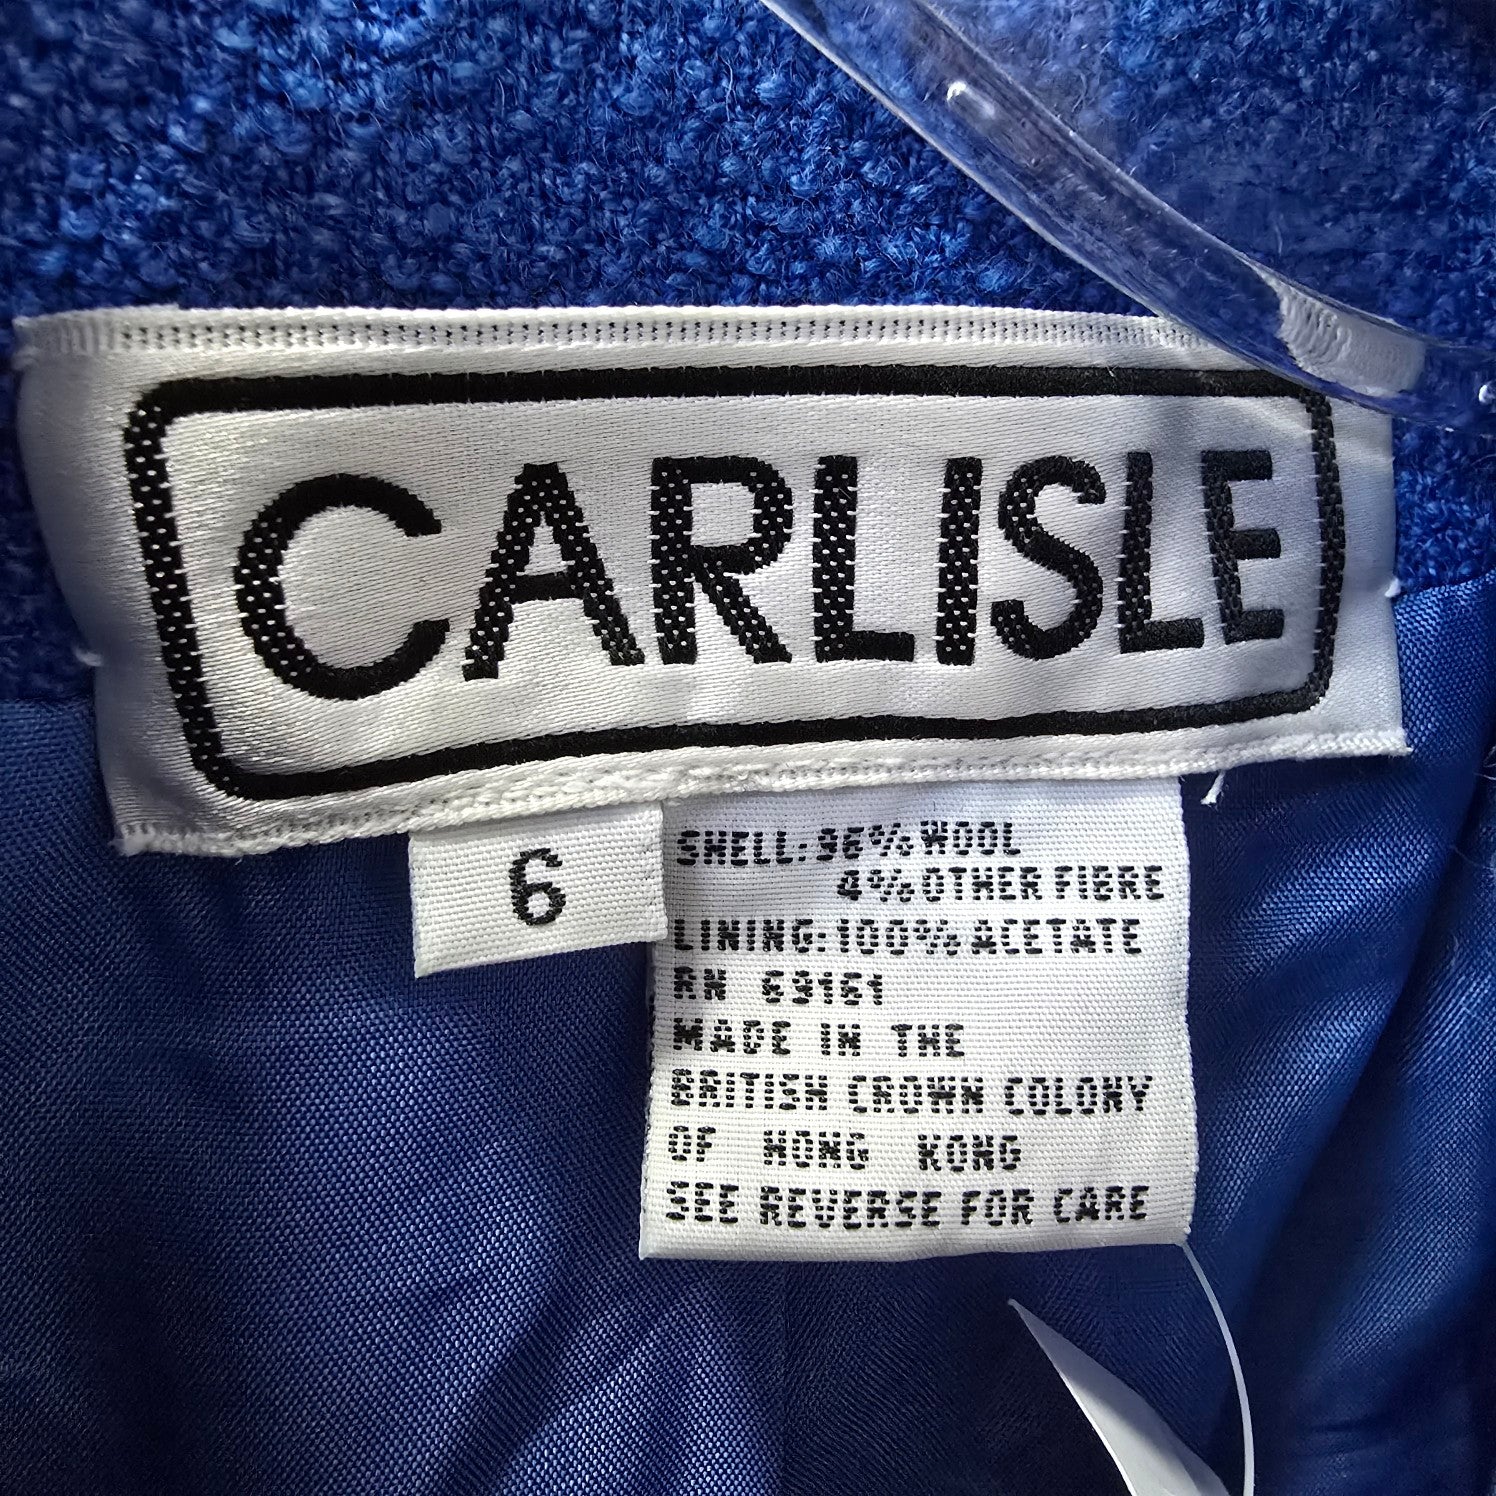 CARLISLE
6
SHELL: 96% WOOL
4% OTHER FIBRE
LINING: 100% ACETATE
RN 69161
MADE IN THE
BRITISH CROWN COLONY
OF HONG KONG
SEE REVERSE FOR CARE